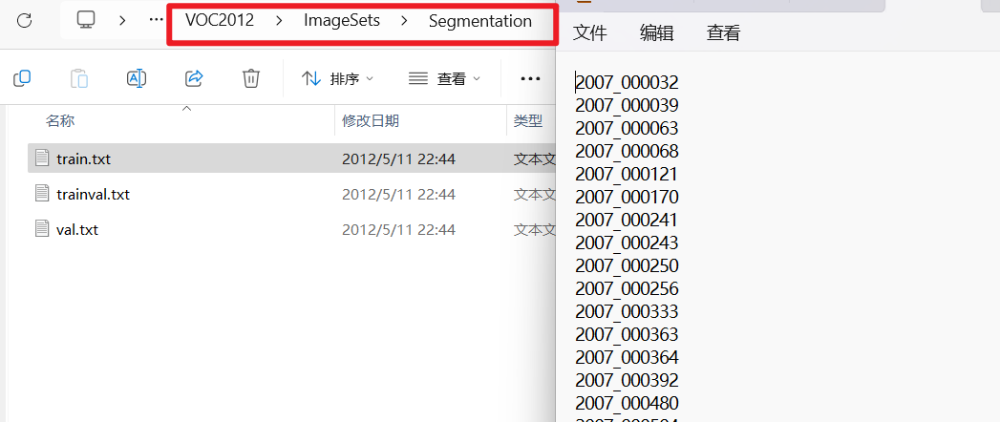 VOC2012 > ImageSets > Segmentation
排序 查看
名称 修改日期 类型
train.txt 2012/5/11 22:44 文本文
trainval.txt 2012/5/11 22:44 文本文
val.txt 2012/5/11 22:44 文本文
文件 编辑 查看
2007_000032
2007_000039
2007_000063
2007_000068
2007_000121
2007_000170
2007_000241
2007_000243
2007_000250
2007_000256
2007_000333
2007_000363
2007_000364
2007_000392
2007_000480